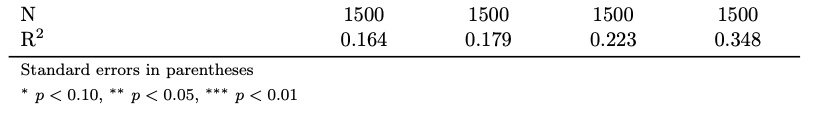 N 1500 1500 1500 1500
R² 0.164 0.179 0.223 0.348
Standard errors in parentheses
* p < 0.10, ** p < 0.05, *** p < 0.01